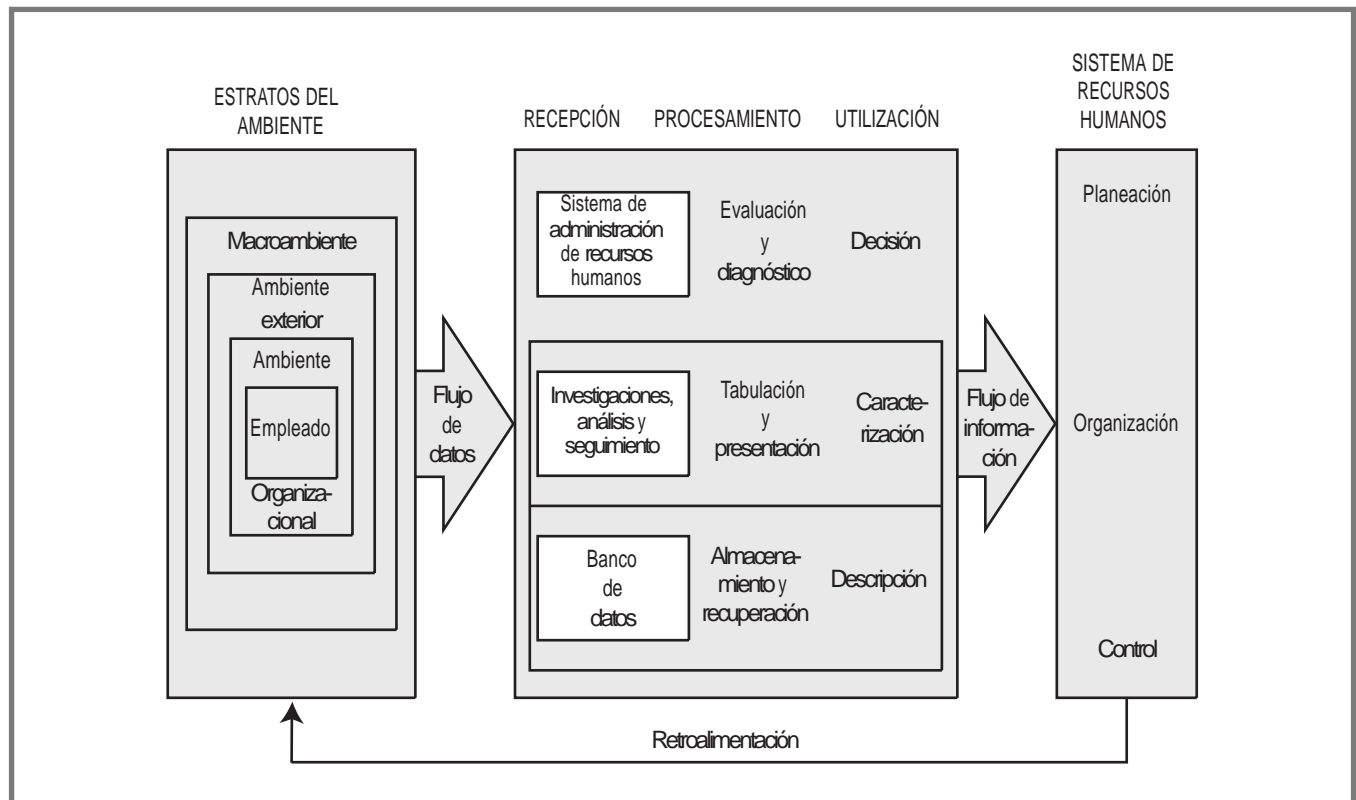 ESTRATOS DEL
AMBIENTE
RECEPCIÓN PROCESAMIENTO UTILIZACIÓN
SISTEMA DE
RECURSOS
HUMANOS
Macroambiente
Ambiente
exterior
Ambiente
Empleado
Organiza-
cional
Flujo
de
datos
Sistema de
administración
de recursos
humanos
Evaluación
y
diagnóstico
Decisión
Investigaciones,
análisis y
seguimiento
Tabulación
y
presentación
Caracte-
rización
Banco
de
datos
Almacena-
miento y
recuperación
Descripción
Flujo de
informa-
ción
Planeación
Organización
Control
Retroalimentación